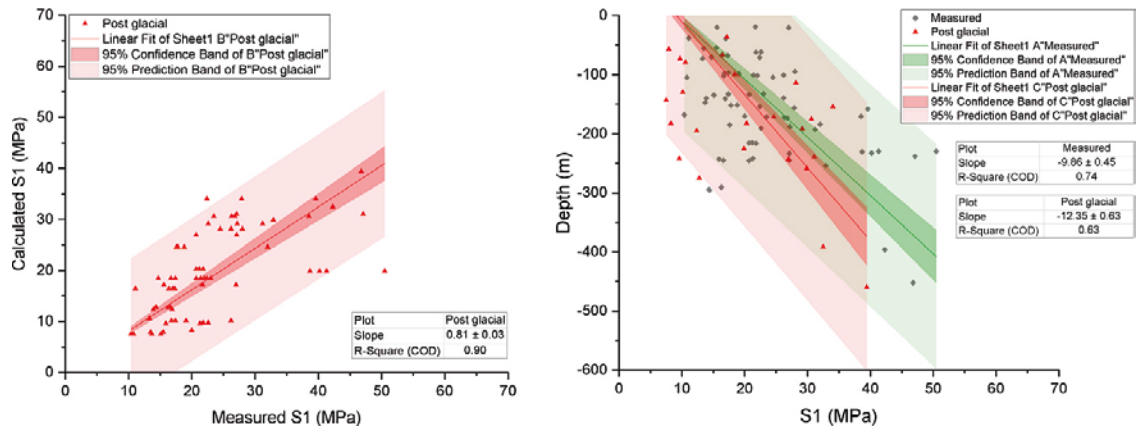 Post glacial
Linear Fit of Sheet1 B"Post glacial"
95% Confidence Band of B"Post glacial"
95% Prediction Band of B"Post glacial"
70
60
50
40
30
20
10
0
Calculated S1 (MPa)
Plot Post glacial
Slope 0.81 ± 0.03
R-Square (COD) 0.90
0 10 20 30 40 50 60 70
Measured S1 (MPa)
Measured
Post glacial
Linear Fit of Sheet1 A"Measured"
95% Confidence Band of A"Measured"
95% Prediction Band of A"Measured"
Linear Fit of Sheet1 C"Post glacial"
95% Confidence Band of C"Post glacial"
95% Prediction Band of C"Post glacial"
0
-100
-200
-300
-400
-500
-600
Depth (m)
Plot Measured
Slope -9.86 ± 0.45
R-Square (COD) 0.74
Plot Post glacial
Slope -12.35 ± 0.63
R-Square (COD) 0.63
0 10 20 30 40 50 60 70
S1 (MPa)